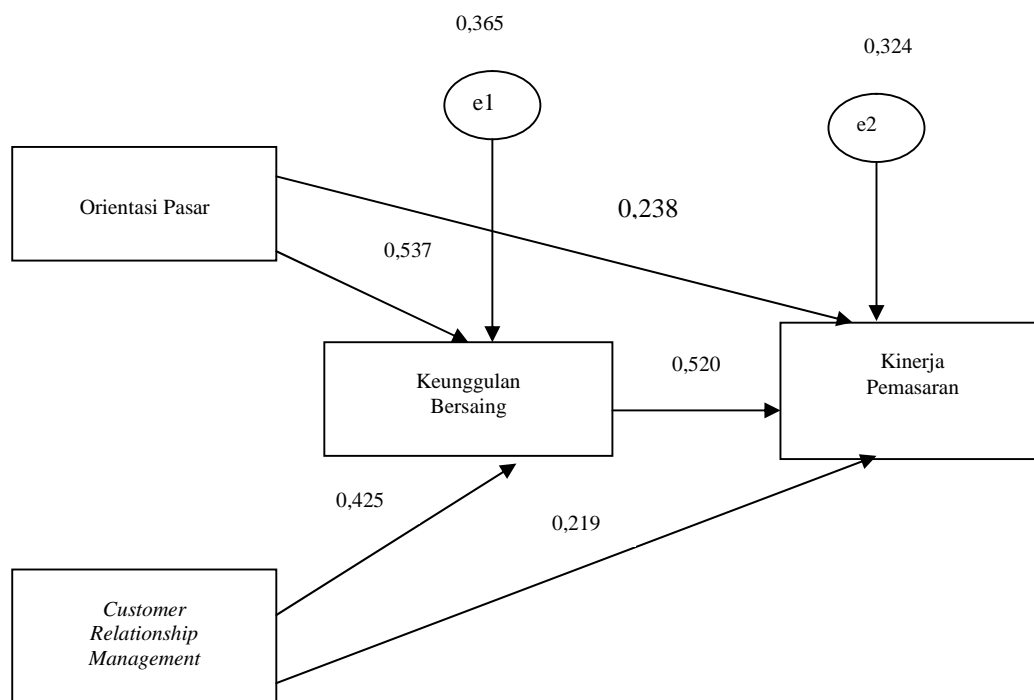 0,365
0,324
e1
e2
Orientasi Pasar
0,238
0,537
Keunggulan
Bersaing
0,520
Kinerja
Pemasaran
0,425
0,219
Customer
Relationship
Management